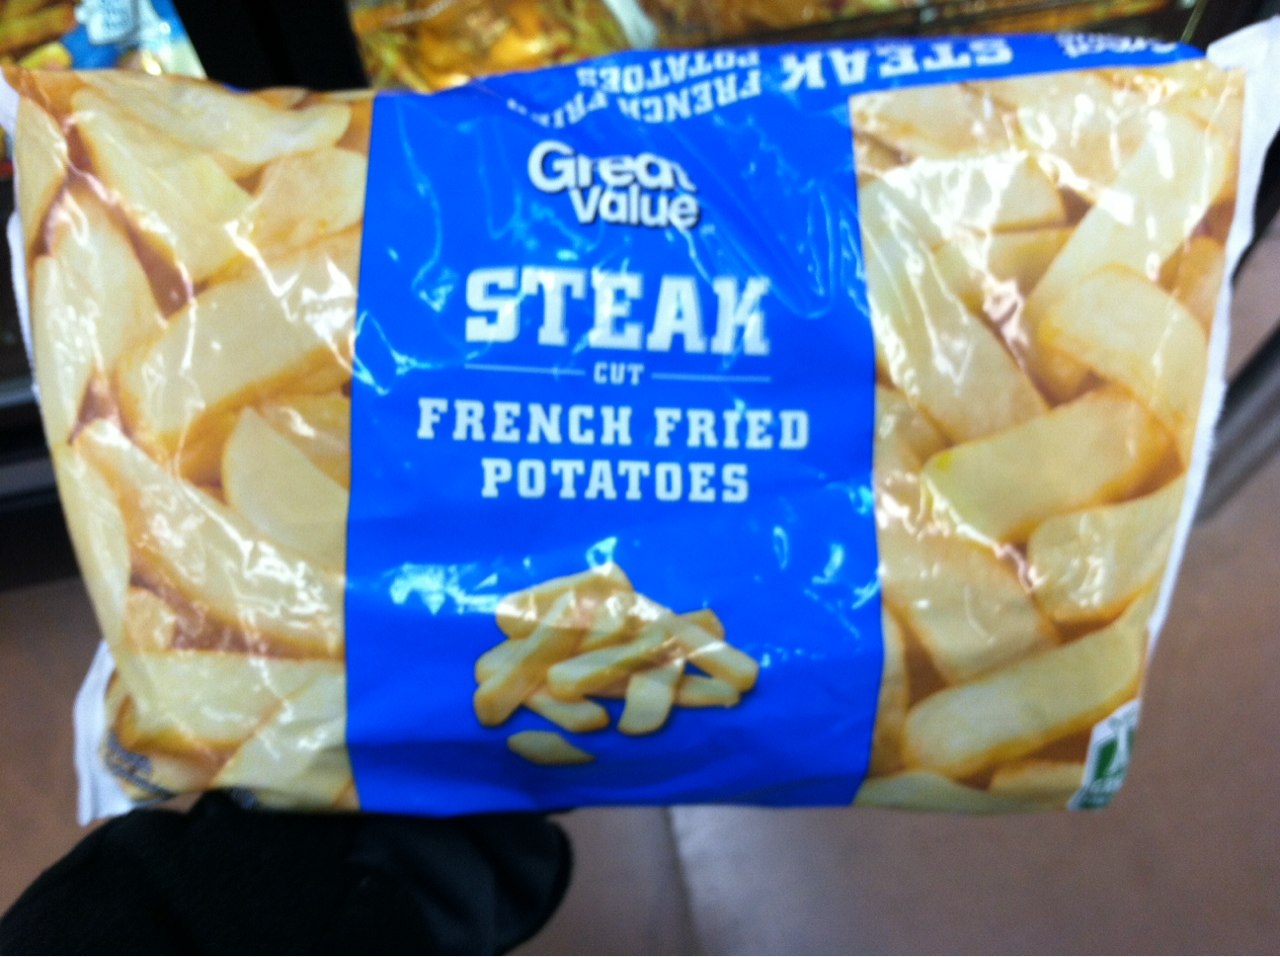 STEAK
FRENCH FRIED
POTATOES
Great
Value
STEAK
CUT
FRENCH FRIED
POTATOES